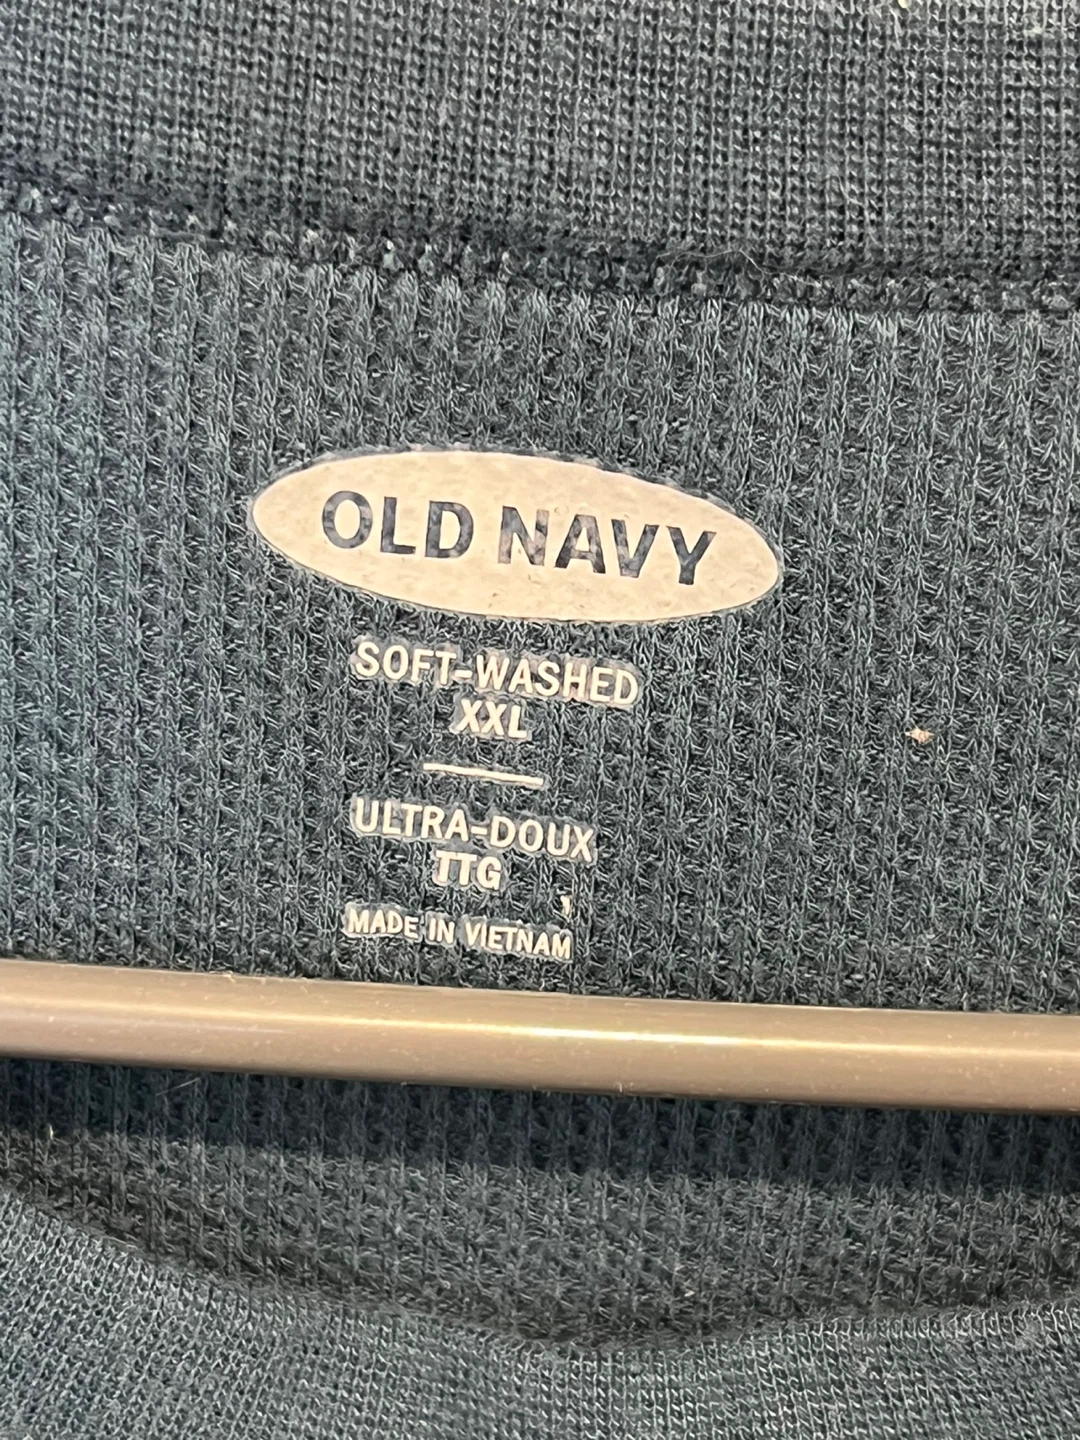 OLD NAVY
SOFT-WASHED
XXL
ULTRA-DOUX
TTG
MADE IN VIETNAM